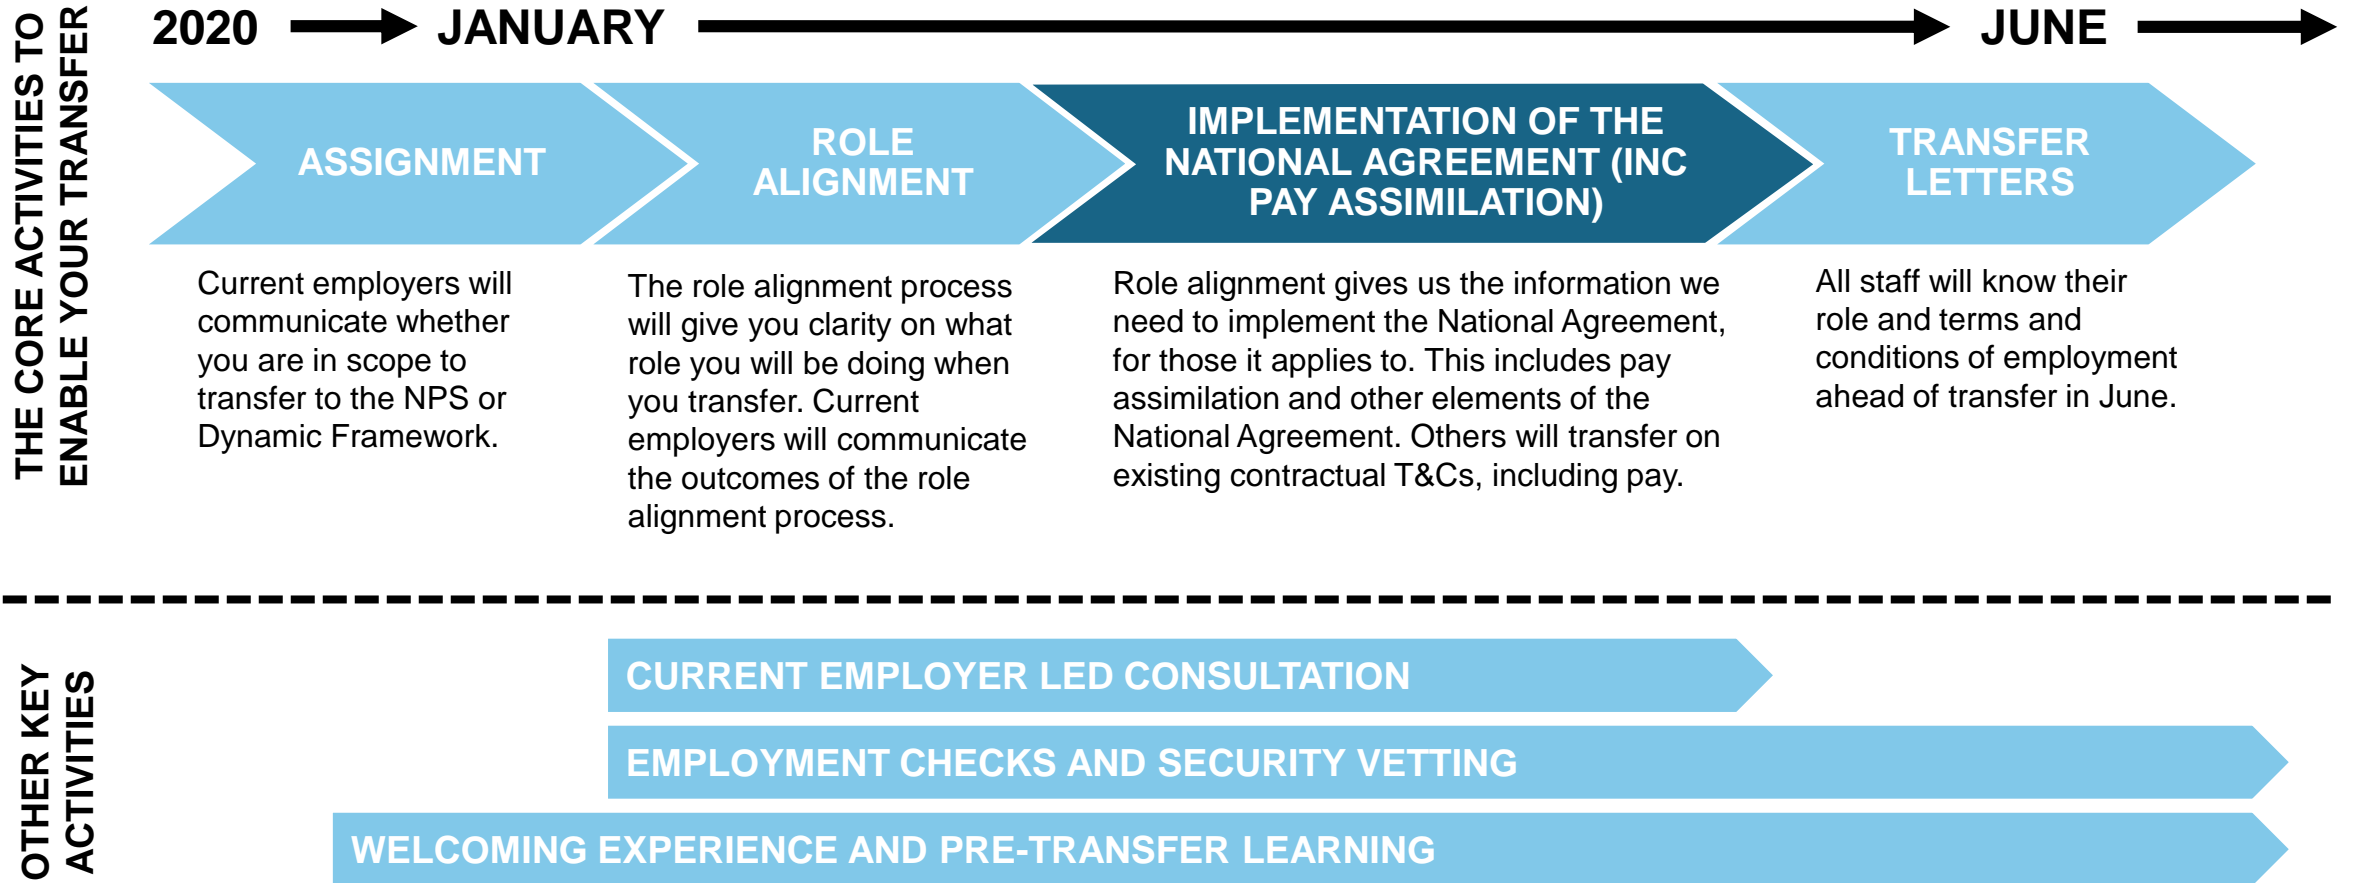 THE CORE ACTIVITIES TO
ENABLE YOUR TRANSFER
2020
JANUARY
JUNE
ASSIGNMENT
ROLE
ALIGNMENT
IMPLEMENTATION OF THE
NATIONAL AGREEMENT (INC
PAY ASSIMILATION)
TRANSFER
LETTERS
Current employers will
communicate whether
you are in scope to
transfer to the NPS or
Dynamic Framework.
The role alignment process
will give you clarity on what
role you will be doing when
you transfer. Current
employers will communicate
the outcomes of the role
alignment process.
Role alignment gives us the information we
need to implement the National Agreement,
for those it applies to. This includes pay
assimilation and other elements of the
National Agreement. Others will transfer on
existing contractual T&Cs, including pay.
All staff will know their
role and terms and
conditions of employment
ahead of transfer in June.
OTHER KEY
ACTIVITIES
CURRENT EMPLOYER LED CONSULTATION
EMPLOYMENT CHECKS AND SECURITY VETTING
WELCOMING EXPERIENCE AND PRE-TRANSFER LEARNING